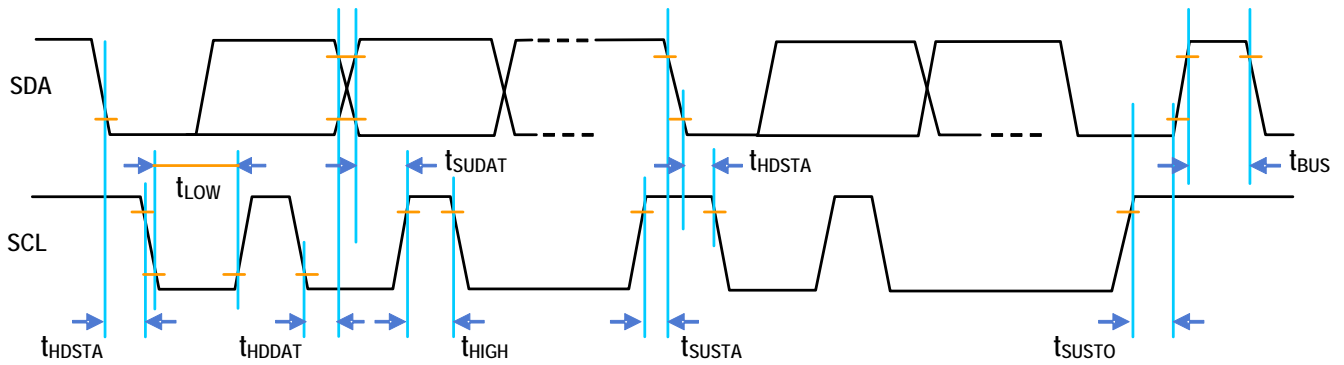 SDA
tSUDAT
tHDSTA
tBUS
tLOW
SCL
tHDSTA
tHDDAT
tHIGH
tSUSTA
tSUSTO